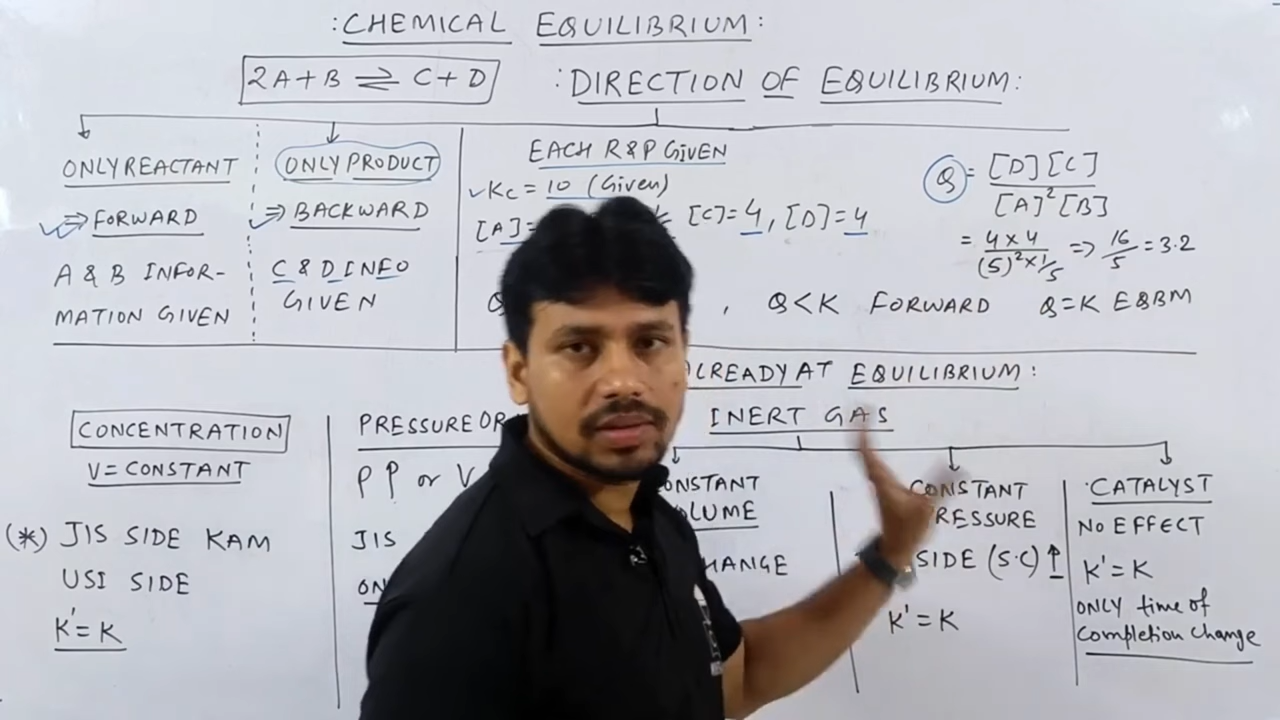 :CHEMICAL EQUILIBRIUM:
2A+B ⇌ C+D :DIRECTION OF EQUILIBRIUM:
ONLY REACTANT
⇒ FORWARD
A & B INFOR-
MATION GIVEN
ONLY PRODUCT
⇒ BACKWARD
C & D INFO
GIVEN
EACH R&P GIVEN
✓Kc = 10 (Given)
[A]= [C]=4, [D]=4
Q , Q<K FORWARD Q=K EQBM
Q = [D][C] / [A]²[B]
= 4×4 / (5)²×1/5 ⇒ 16/5 = 3.2
ALREADY AT EQUILIBRIUM:
CONCENTRATION
V=CONSTANT
(*) JIS SIDE KAM
USI SIDE
K'=K
PRESSURE OR
P↑ or V
JIS
INERT GAS
CONSTANT
VOLUME
CONSTANT
PRESSURE
SIDE (S.C)↑
K'=K
CATALYST
NO EFFECT
K'=K
ONLY time of
Completion change